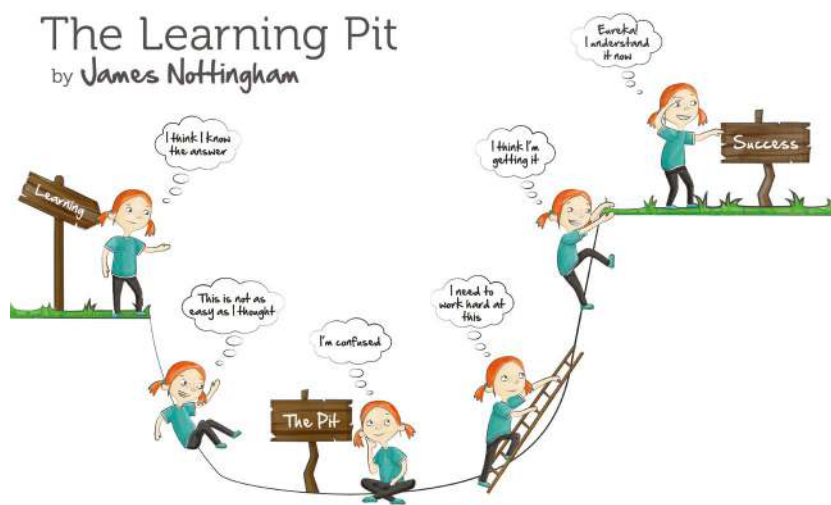 The Learning Pit
by James Nottingham
Learning
I think I know
the answer
This is not as
easy as I thought
The Pit
I'm confused
I need to
work hard at
this
I think I'm
getting it
Eureka!
I understand
it now
Success